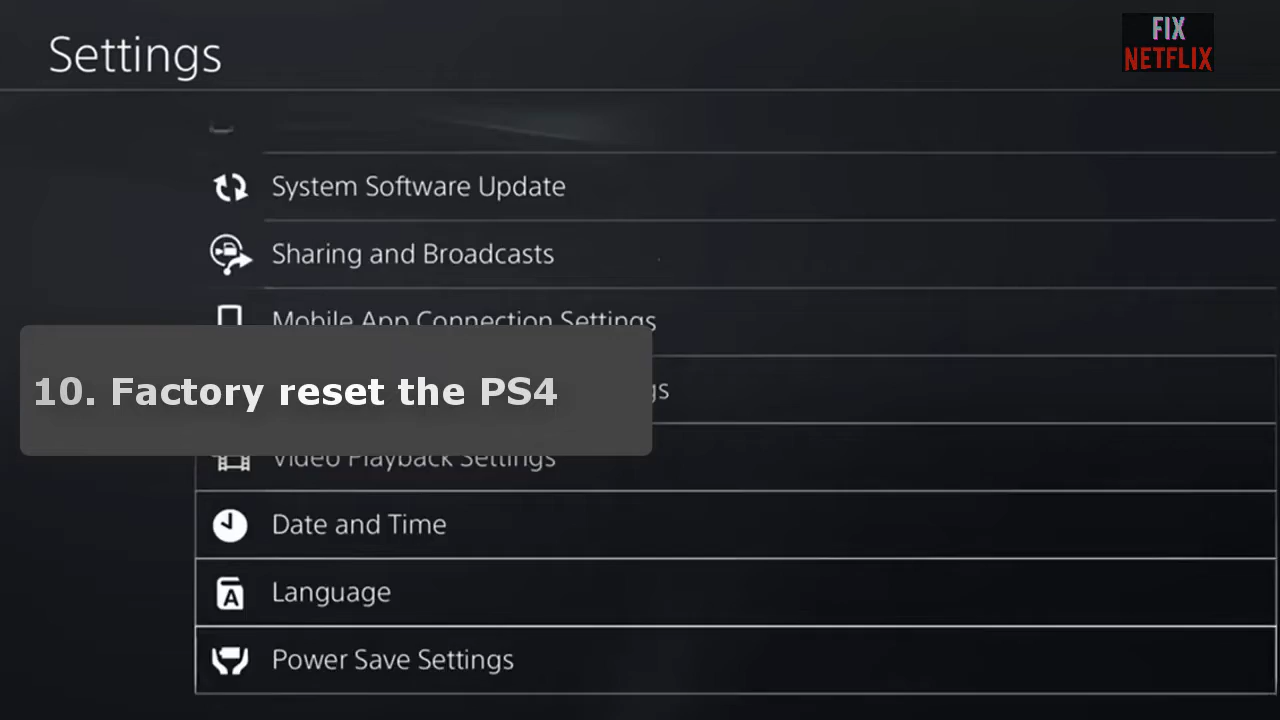 Settings
FIX
NETFLIX
System Software Update
Sharing and Broadcasts
Mobile App Connection Settings
10. Factory reset the PS4
Video Playback Settings
Date and Time
Language
Power Save Settings